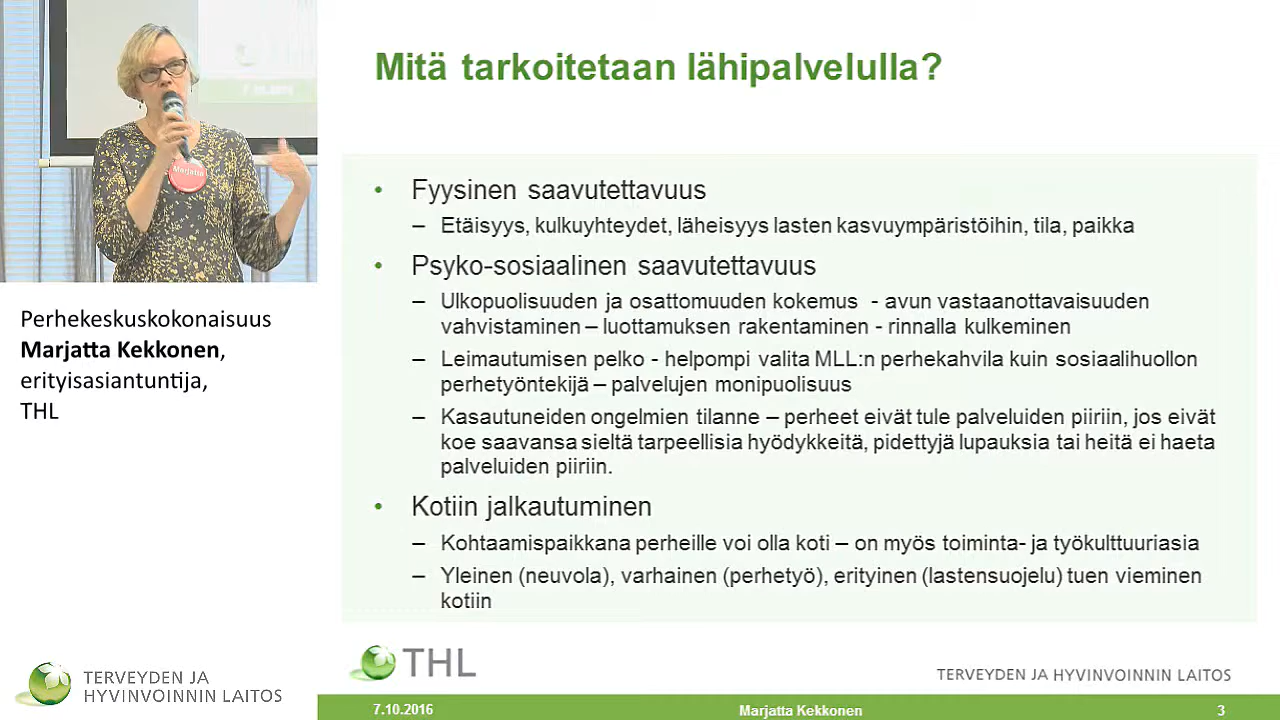 Mitä tarkoitetaan lähipalvelulla?
Marjatta
Perhekeskuskokonaisuus
Marjatta Kekkonen,
erityisasiantuntija,
THL
• Fyysinen saavutettavuus
– Etäisyys, kulkuyhteydet, läheisyys lasten kasvuympäristöihin, tila, paikka
• Psyko-sosiaalinen saavutettavuus
– Ulkopuolisuuden ja osattomuuden kokemus - avun vastaanottavaisuuden
vahvistaminen – luottamuksen rakentaminen - rinnalla kulkeminen
– Leimautumisen pelko - helpompi valita MLL:n perhekahvila kuin sosiaalihuollon
perhetyöntekijä – palvelujen monipuolisuus
– Kasautuneiden ongelmien tilanne – perheet eivät tule palveluiden piiriin, jos eivät
koe saavansa sieltä tarpeellisia hyödykkeitä, pidettyjä lupauksia tai heitä ei haeta
palveluiden piiriin.
• Kotiin jalkautuminen
– Kohtaamispaikkana perheille voi olla koti – on myös toiminta- ja työkulttuuriasia
– Yleinen (neuvola), varhainen (perhetyö), erityinen (lastensuojelu) tuen vieminen
kotiin
TERVEYDEN JA
HYVINVOINNIN LAITOS
THL
TERVEYDEN JA HYVINVOINNIN LAITOS
7.10.2016
Marjatta Kekkonen
3